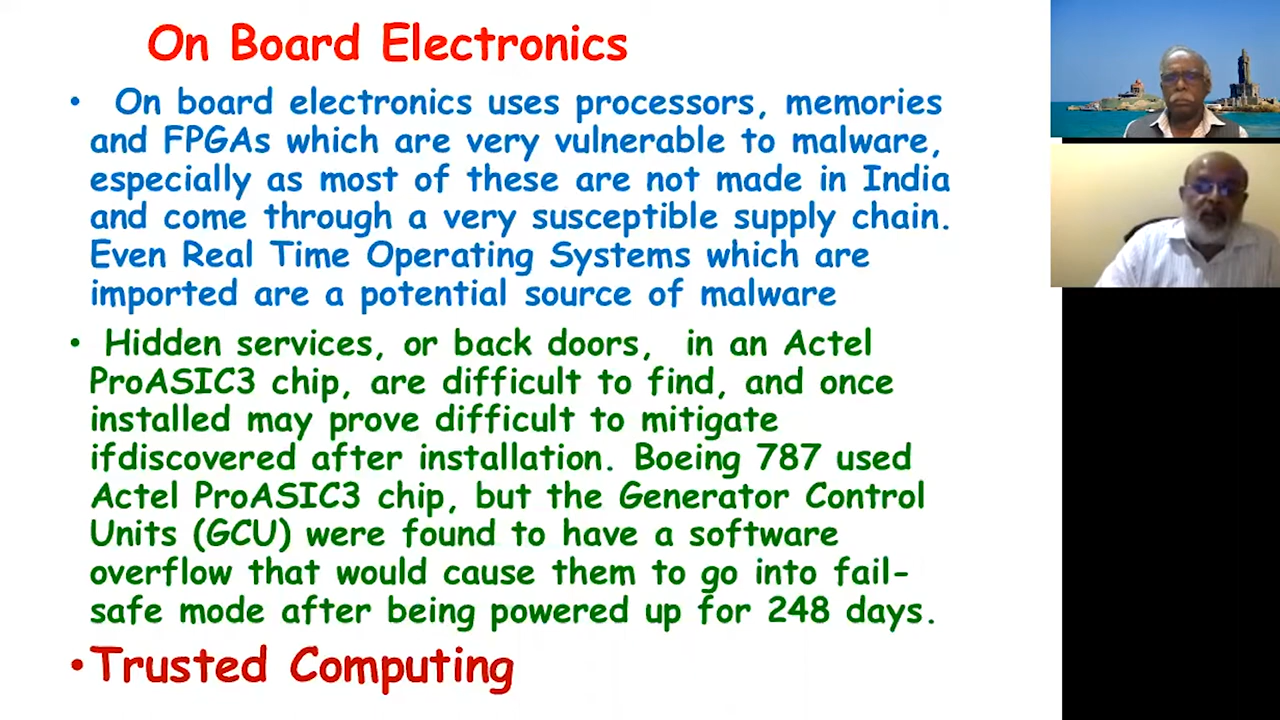 On Board Electronics
• On board electronics uses processors, memories
and FPGAs which are very vulnerable to malware,
especially as most of these are not made in India
and come through a very susceptible supply chain.
Even Real Time Operating Systems which are
imported are a potential source of malware
• Hidden services, or back doors, in an Actel
ProASIC3 chip, are difficult to find, and once
installed may prove difficult to mitigate
ifdiscovered after installation. Boeing 787 used
Actel ProASIC3 chip, but the Generator Control
Units (GCU) were found to have a software
overflow that would cause them to go into fail-
safe mode after being powered up for 248 days.
•Trusted Computing